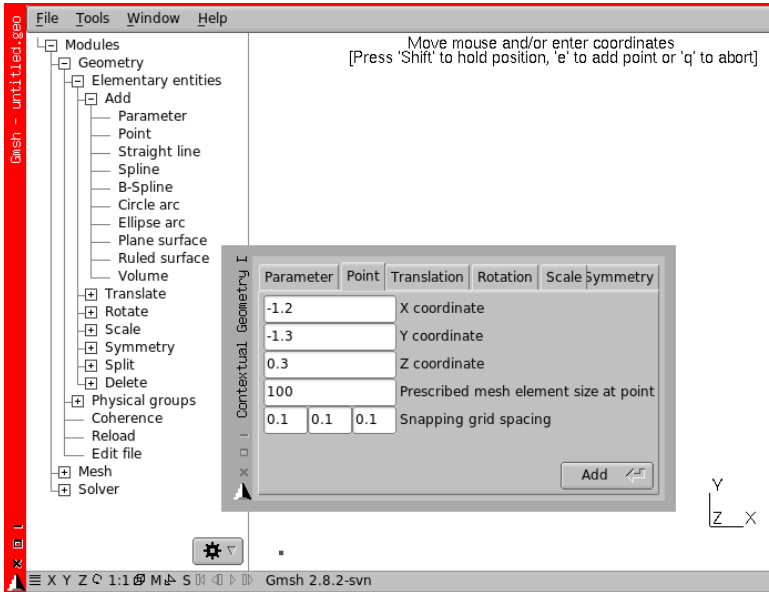 Gmsh - untitled.geo
File Tools Window Help
Modules
Geometry
Elementary entities
Add
Parameter
Point
Straight line
Spline
B-Spline
Circle arc
Ellipse arc
Plane surface
Ruled surface
Volume
Translate
Rotate
Scale
Symmetry
Split
Delete
Physical groups
Coherence
Reload
Edit file
Mesh
Solver
Move mouse and/or enter coordinates
[Press 'Shift' to hold position, 'e' to add point or 'q' to abort]
Contextual Geometry
Parameter Point Translation Rotation Scale Symmetry
-1.2 X coordinate
-1.3 Y coordinate
0.3 Z coordinate
100 Prescribed mesh element size at point
0.1 0.1 0.1 Snapping grid spacing
Add
Y
Z X
X Y Z 1:1 M S Gmsh 2.8.2-svn